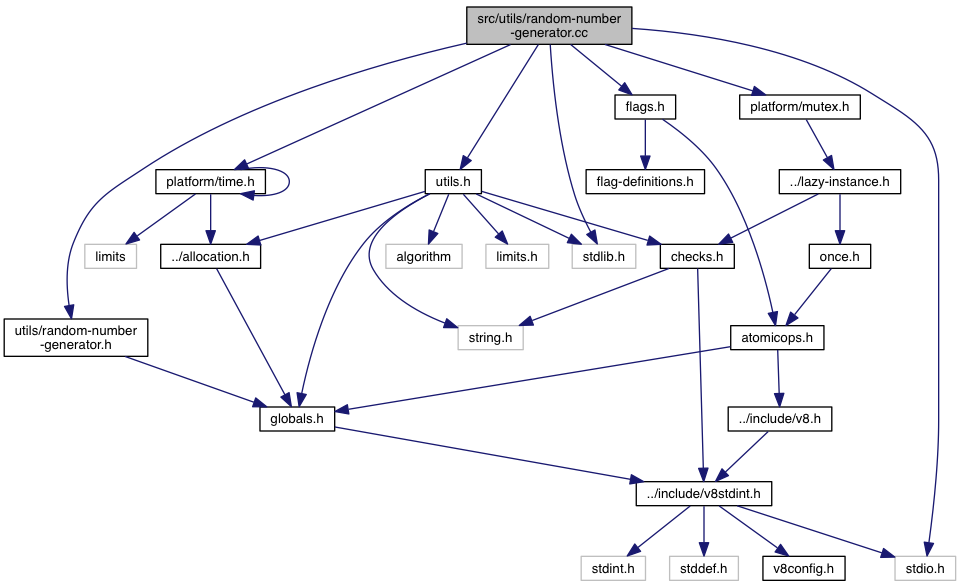 src/utils/random-number
-generator.cc
flags.h
platform/mutex.h
platform/time.h
utils.h
flag-definitions.h
../lazy-instance.h
limits
../allocation.h
algorithm
limits.h
stdlib.h
checks.h
once.h
utils/random-number
-generator.h
string.h
atomicops.h
globals.h
../include/v8.h
../include/v8stdint.h
stdint.h
stddef.h
v8config.h
stdio.h